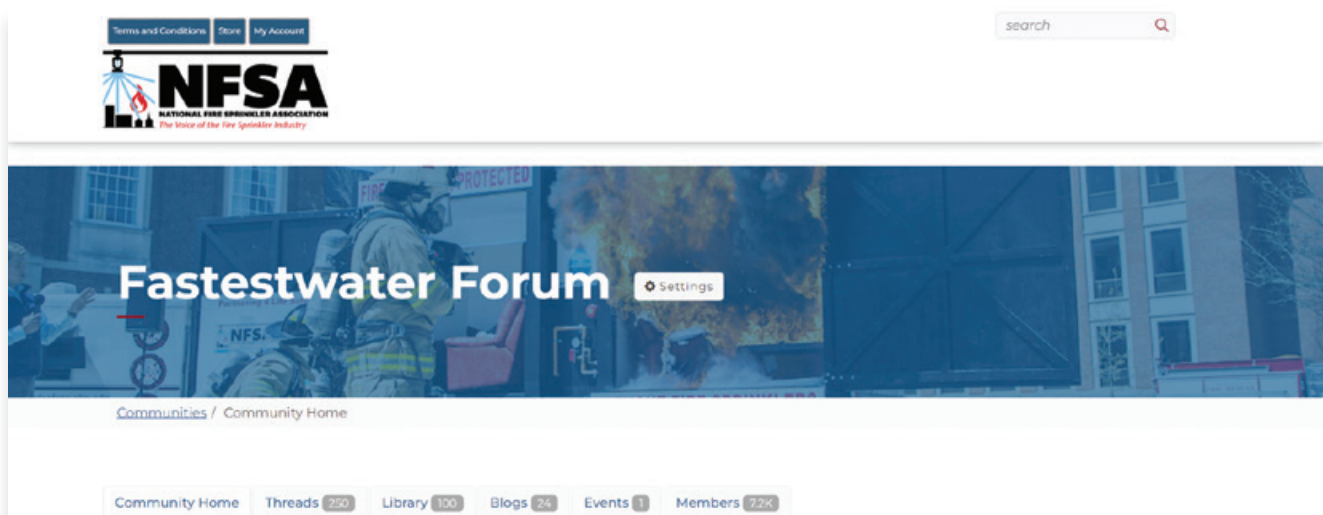 Terms and Conditions Store My Account
search
NFSA
NATIONAL FIRE SPRINKLER ASSOCIATION
The Voice of the Fire Sprinkler Industry
FIRE PROTECTED
Fastestwater Forum Settings
NFS
Communities / Community Home
Community Home Threads 250 Library 100 Blogs 24 Events 1 Members 7.2K